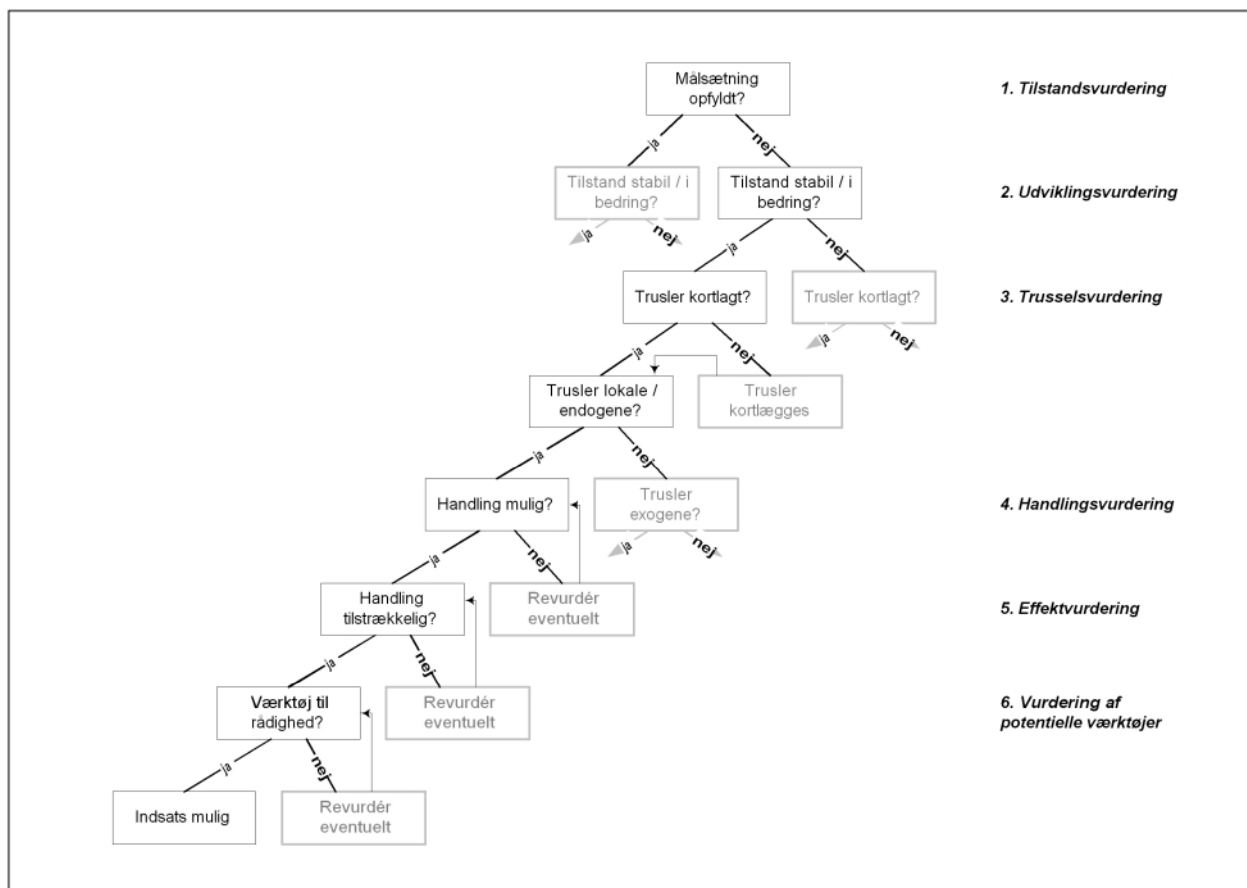 Målsætning
opfyldt?
1. Tilstandsvurdering
ja
nej
Tilstand stabil / i
bedring?
Tilstand stabil / i
bedring?
2. Udviklingsvurdering
ja
nej
ja
nej
Trusler kortlagt?
Trusler kortlagt?
3. Trusselsvurdering
ja
nej
ja
nej
Trusler lokale /
endogene?
Trusler
kortlægges
ja
nej
Handling mulig?
Trusler
exogene?
4. Handlingsvurdering
ja
nej
ja
nej
Handling
tilstrækkelig?
Revurdér
eventuelt
5. Effektvurdering
ja
nej
Værktøj til
rådighed?
Revurdér
eventuelt
6. Vurdering af
potentielle værktøjer
ja
nej
Indsats mulig
Revurdér
eventuelt